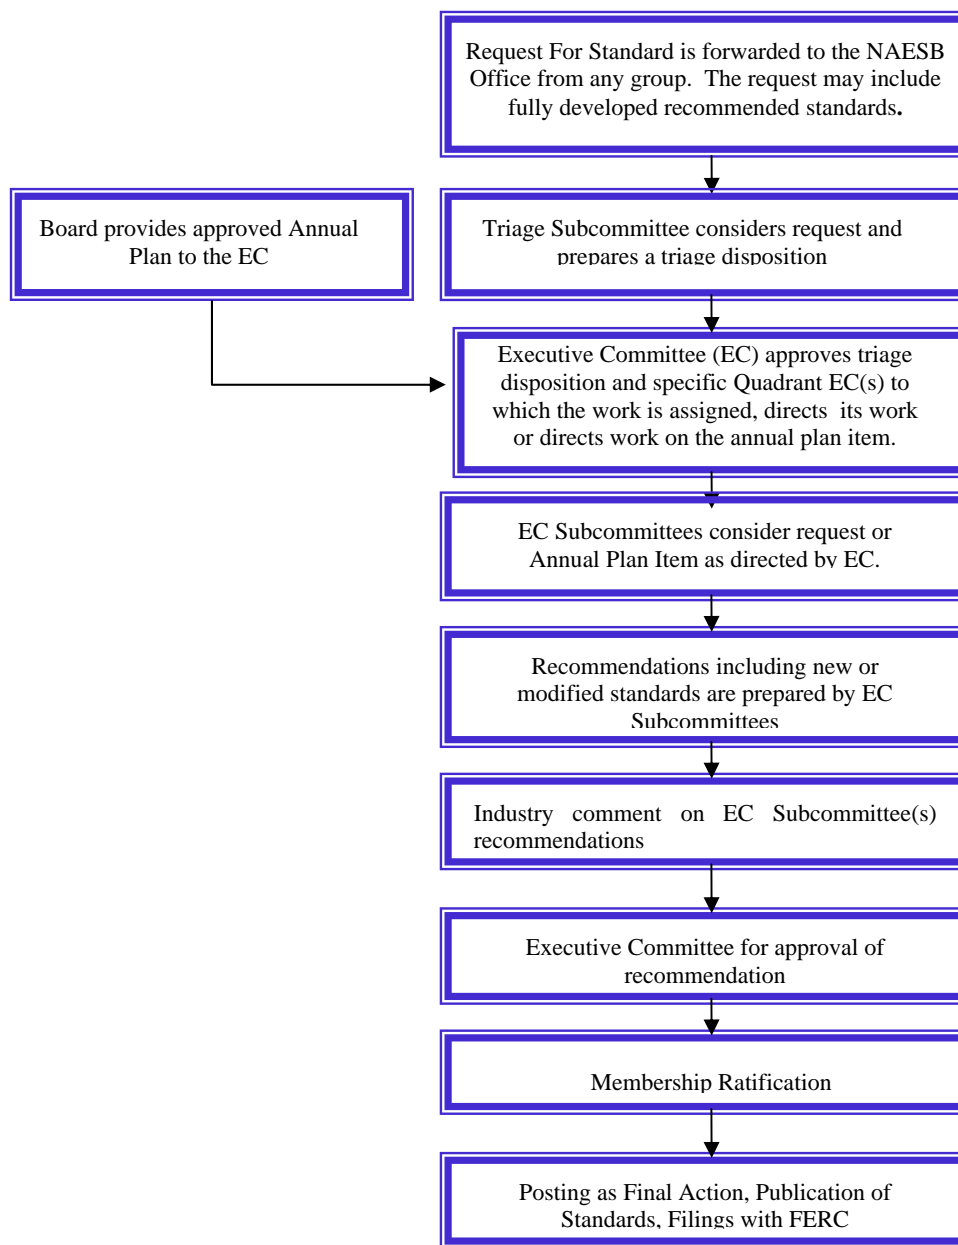 Request For Standard is forwarded to the NAESB
Office from any group. The request may include
fully developed recommended standards.
Board provides approved Annual
Plan to the EC
Triage Subcommittee considers request and
prepares a triage disposition
Executive Committee (EC) approves triage
disposition and specific Quadrant EC(s) to
which the work is assigned, directs its work
or directs work on the annual plan item.
EC Subcommittees consider request or
Annual Plan Item as directed by EC.
Recommendations including new or
modified standards are prepared by EC
Subcommittees
Industry comment on EC Subcommittee(s)
recommendations
Executive Committee for approval of
recommendation
Membership Ratification
Posting as Final Action, Publication of
Standards, Filings with FERC